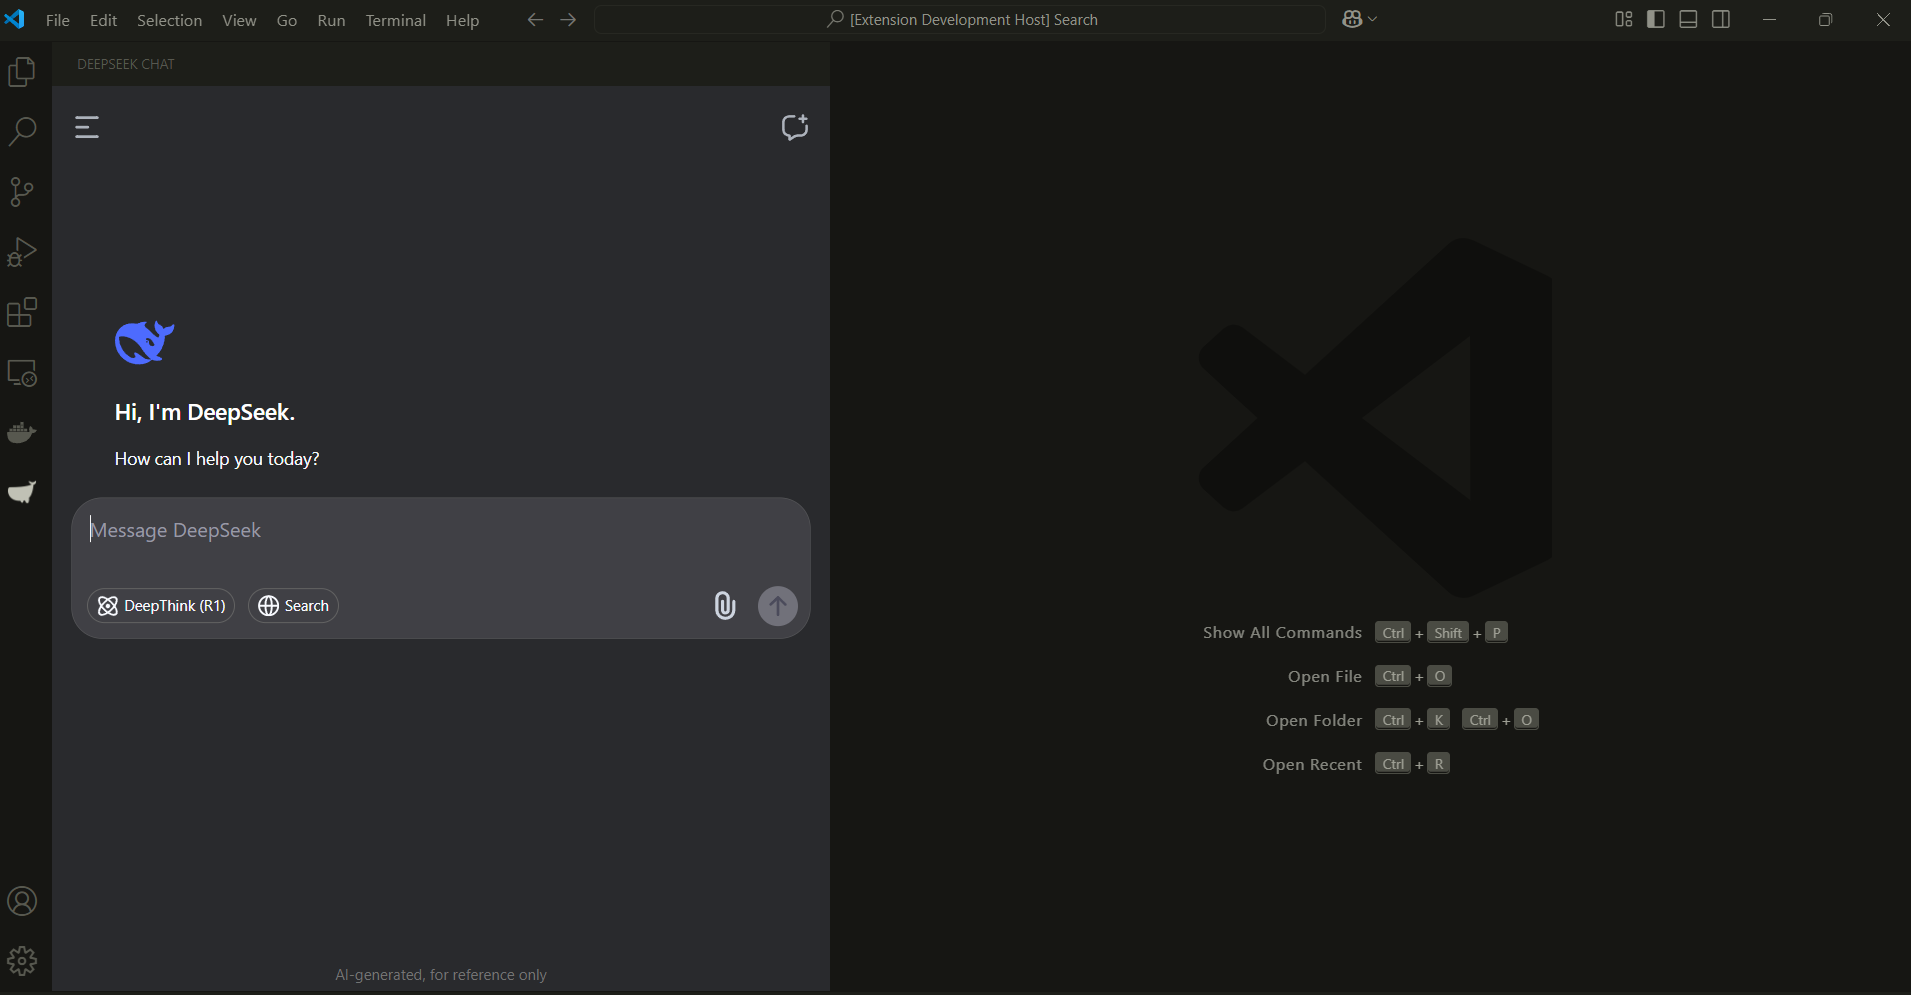 File Edit Selection View Go Run Terminal Help
[Extension Development Host] Search
DEEPSEEK CHAT
Hi, I'm DeepSeek.
How can I help you today?
Message DeepSeek
DeepThink (R1) Search
AI-generated, for reference only
Show All Commands Ctrl + Shift + P
Open File Ctrl + O
Open Folder Ctrl + K Ctrl + O
Open Recent Ctrl + R